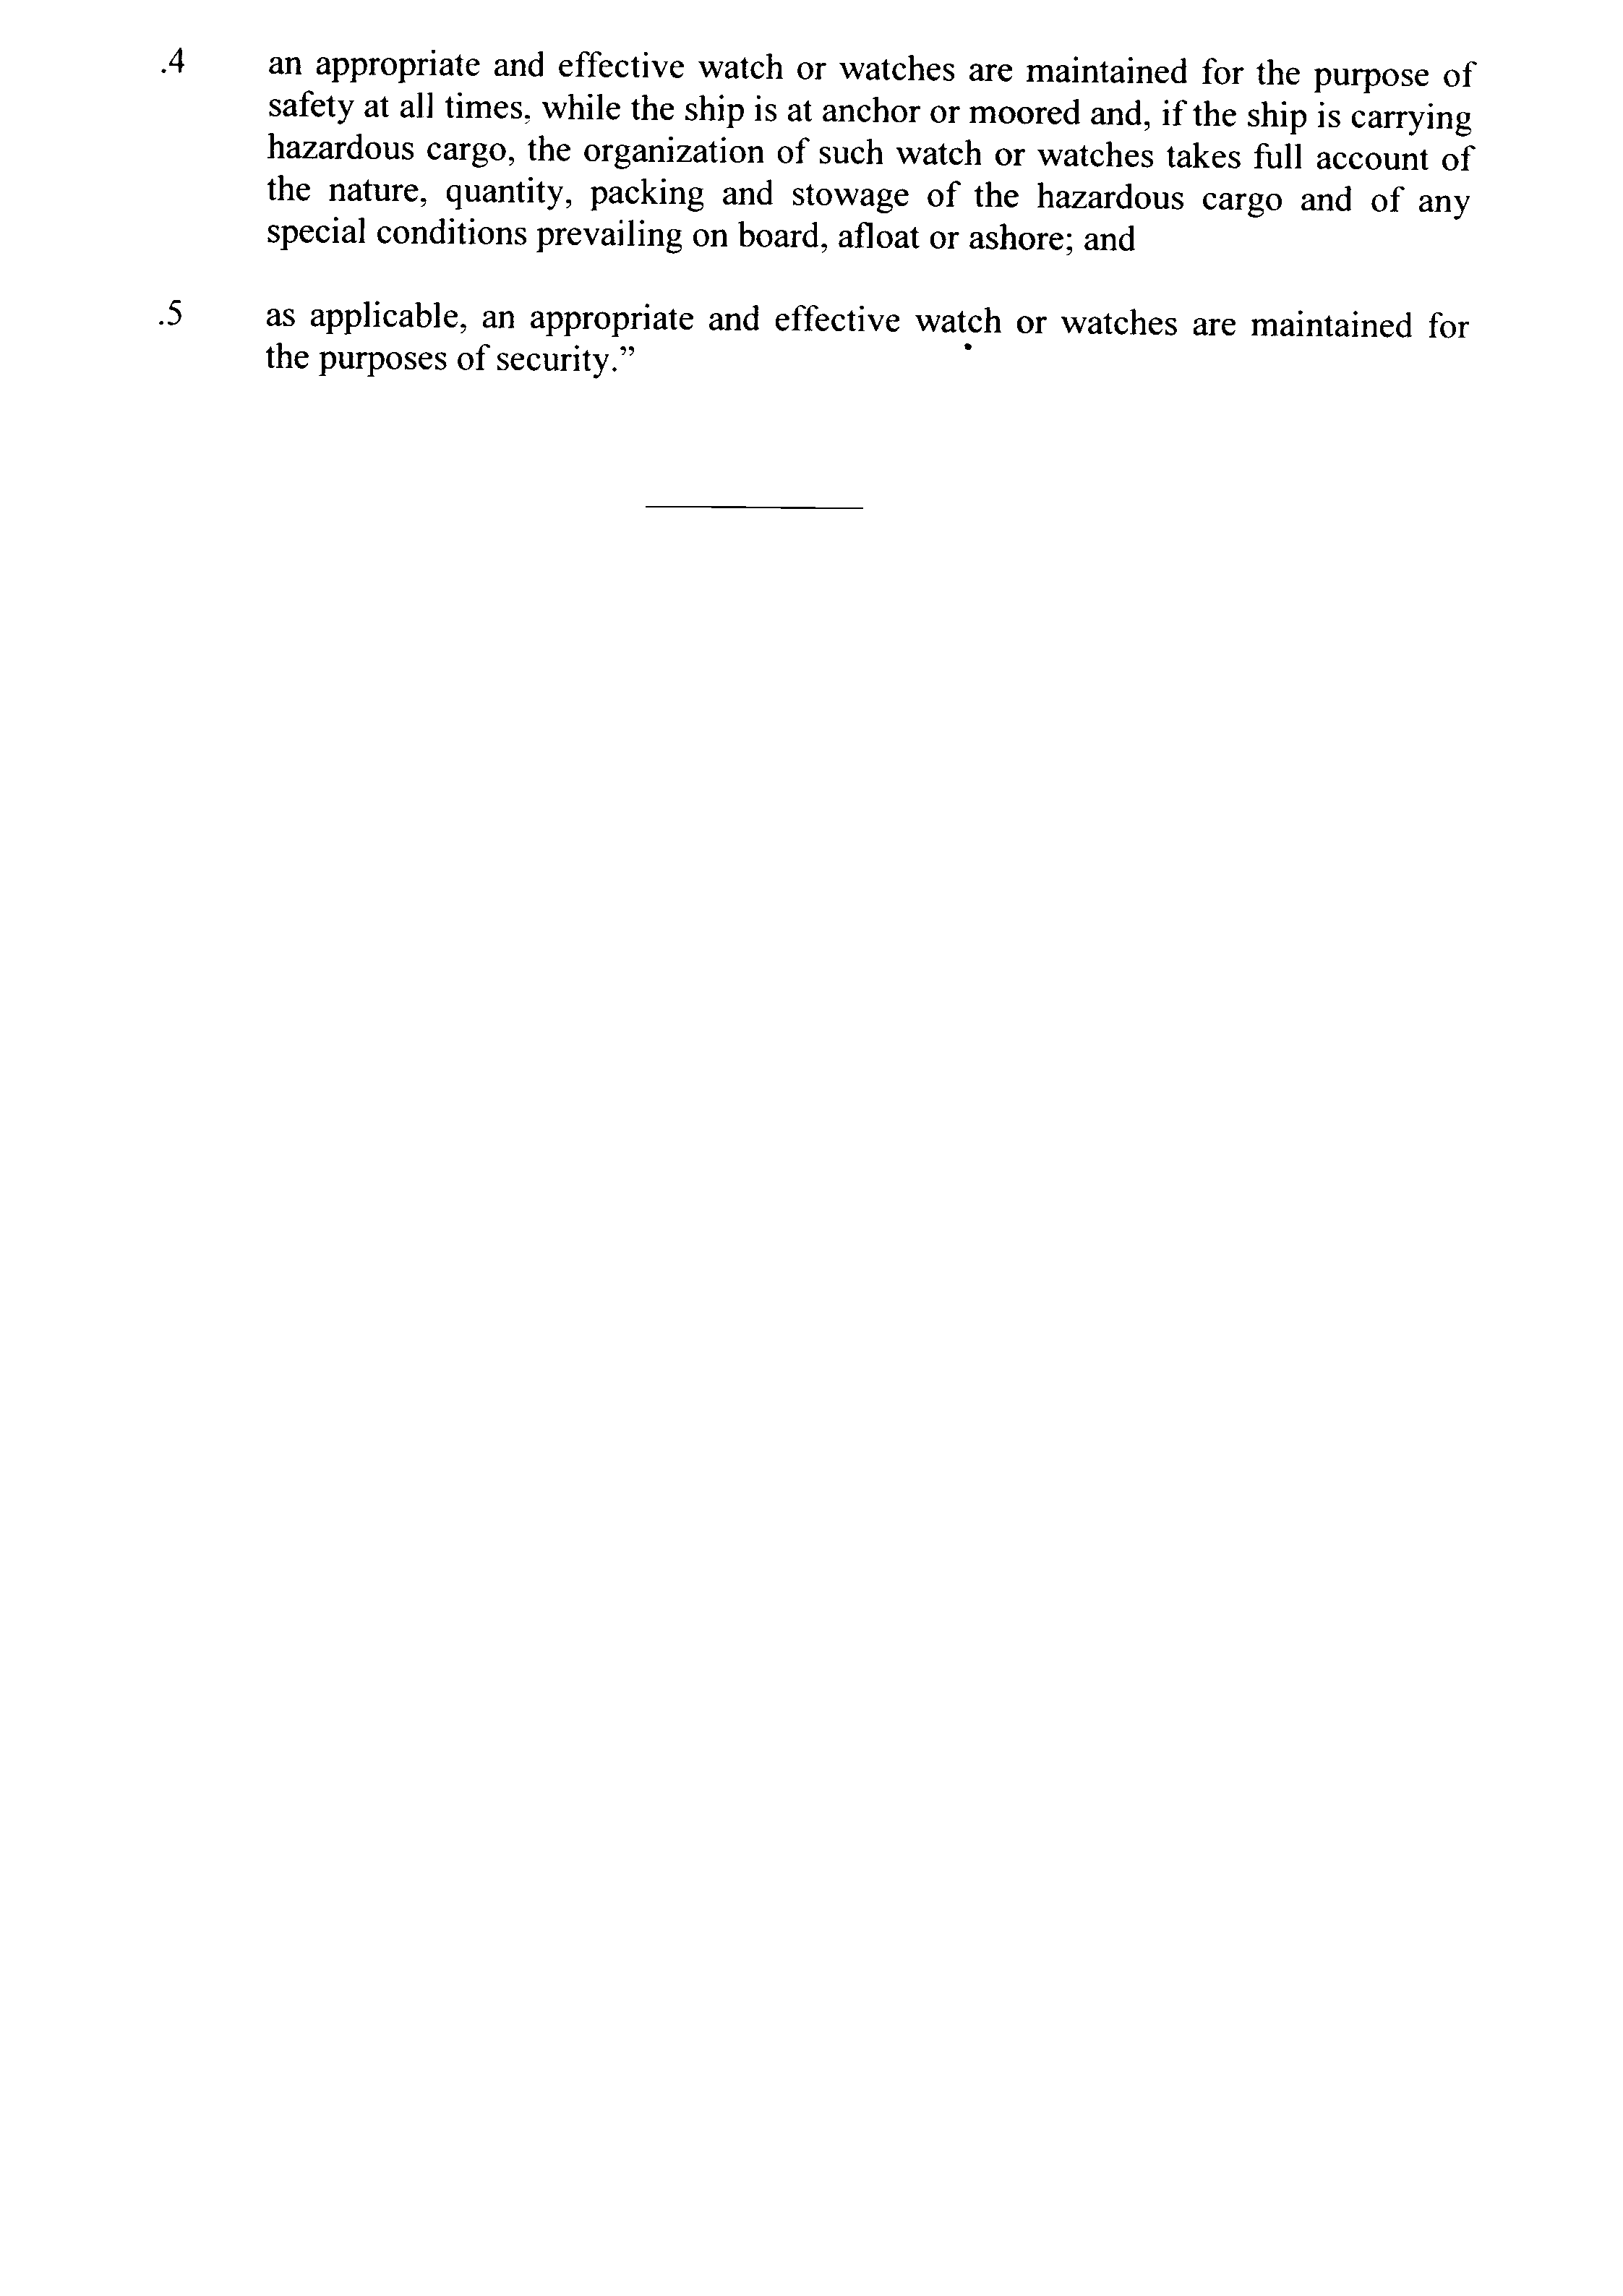 .4 an appropriate and effective watch or watches are maintained for the purpose of
safety at all times, while the ship is at anchor or moored and, if the ship is carrying
hazardous cargo, the organization of such watch or watches takes full account of
the nature, quantity, packing and stowage of the hazardous cargo and of any
special conditions prevailing on board, afloat or ashore; and
.5 as applicable, an appropriate and effective watch or watches are maintained for
the purposes of security.”